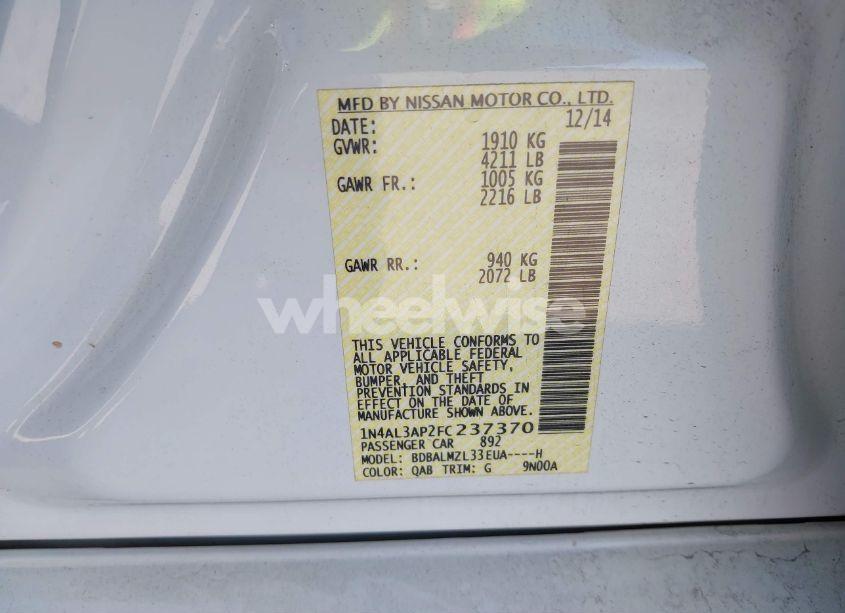 MFD BY NISSAN MOTOR CO., LTD.
DATE: 12/14
GVWR: 1910 KG
4211 LB
GAWR FR.: 1005 KG
2216 LB
GAWR RR.: 940 KG
2072 LB
wheelwise
THIS VEHICLE CONFORMS TO
ALL APPLICABLE FEDERAL
MOTOR VEHICLE SAFETY,
BUMPER, AND THEFT
PREVENTION STANDARDS IN
EFFECT ON THE DATE OF
MANUFACTURE SHOWN ABOVE.
1N4AL3AP2FC237370
PASSENGER CAR 892
MODEL: BDBALMZL33EUA----H
COLOR: QAB TRIM: G 9N00A